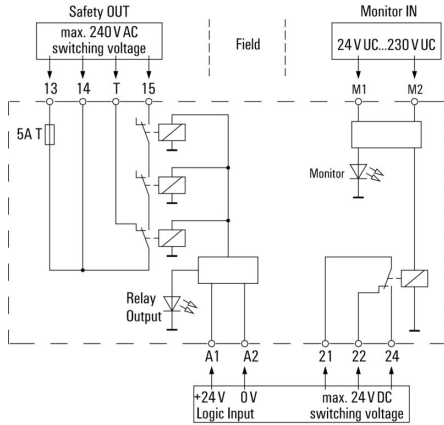 Safety OUT
max. 240 V AC
switching voltage
Field
Monitor IN
24 V UC...230 V UC
13 14 T 15
M1 M2
5A T
Monitor
Relay
Output
A1 A2
21 22 24
+24 V 0 V
Logic Input
max. 24 V DC
switching voltage